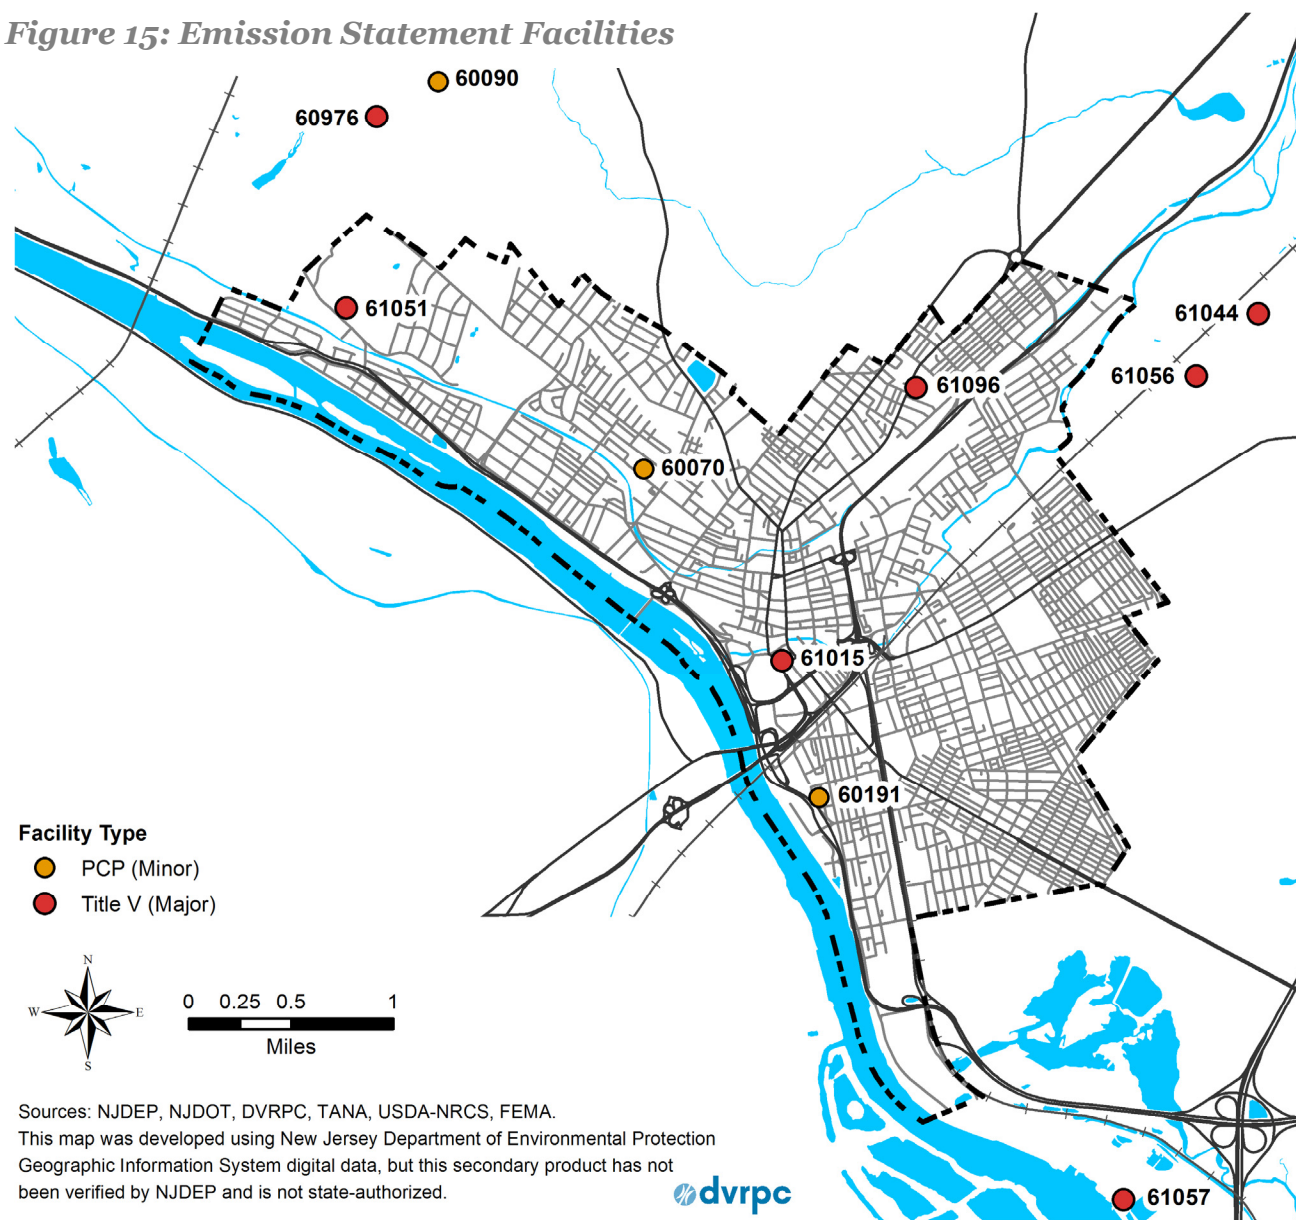 Figure 15: Emission Statement Facilities
60090
60976
61051
61044
61056
61096
60070
61015
60191
Facility Type
PCP (Minor)
Title V (Major)
N
W E
S
0 0.25 0.5 1
Miles
Sources: NJDEP, NJDOT, DVRPC, TANA, USDA-NRCS, FEMA.
This map was developed using New Jersey Department of Environmental Protection
Geographic Information System digital data, but this secondary product has not
been verified by NJDEP and is not state-authorized.
dvrpc
61057